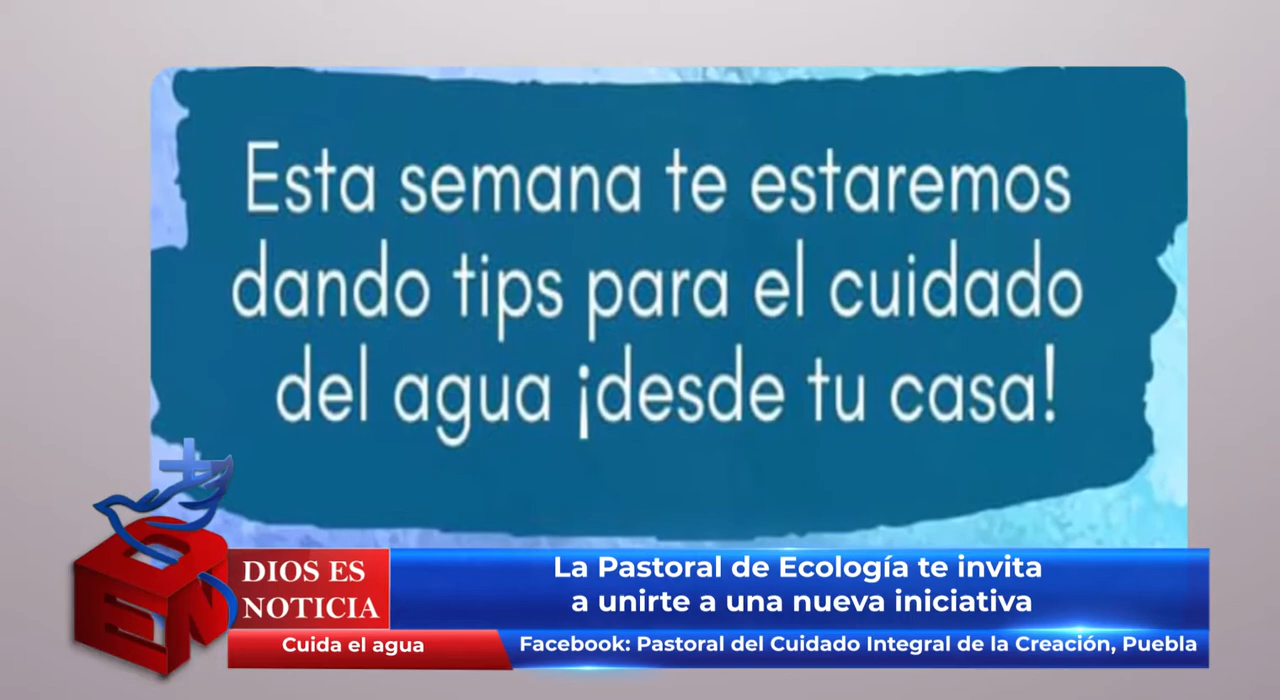 Esta semana te estaremos
dando tips para el cuidado
del agua ¡desde tu casa!
DEN
DIOS ES
NOTICIA
La Pastoral de Ecología te invita
a unirte a una nueva iniciativa
Cuida el agua
Facebook: Pastoral del Cuidado Integral de la Creación, Puebla